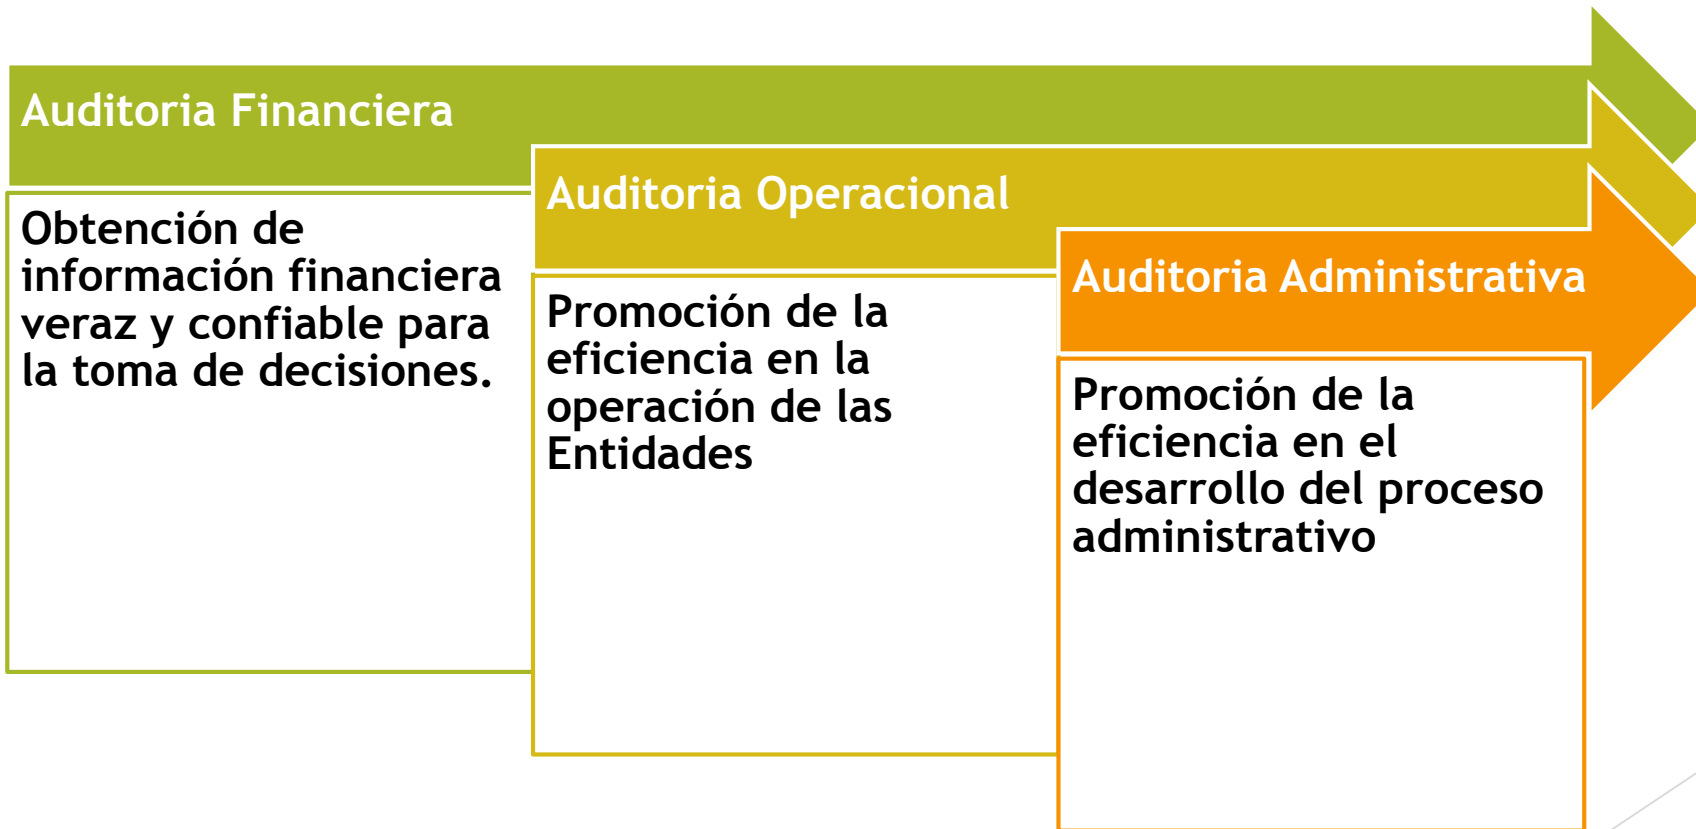 Auditoria Financiera
Obtención de
información financiera
veraz y confiable para
la toma de decisiones.
Auditoria Operacional
Promoción de la
eficiencia en la
operación de las
Entidades
Auditoria Administrativa
Promoción de la
eficiencia en el
desarrollo del proceso
administrativo